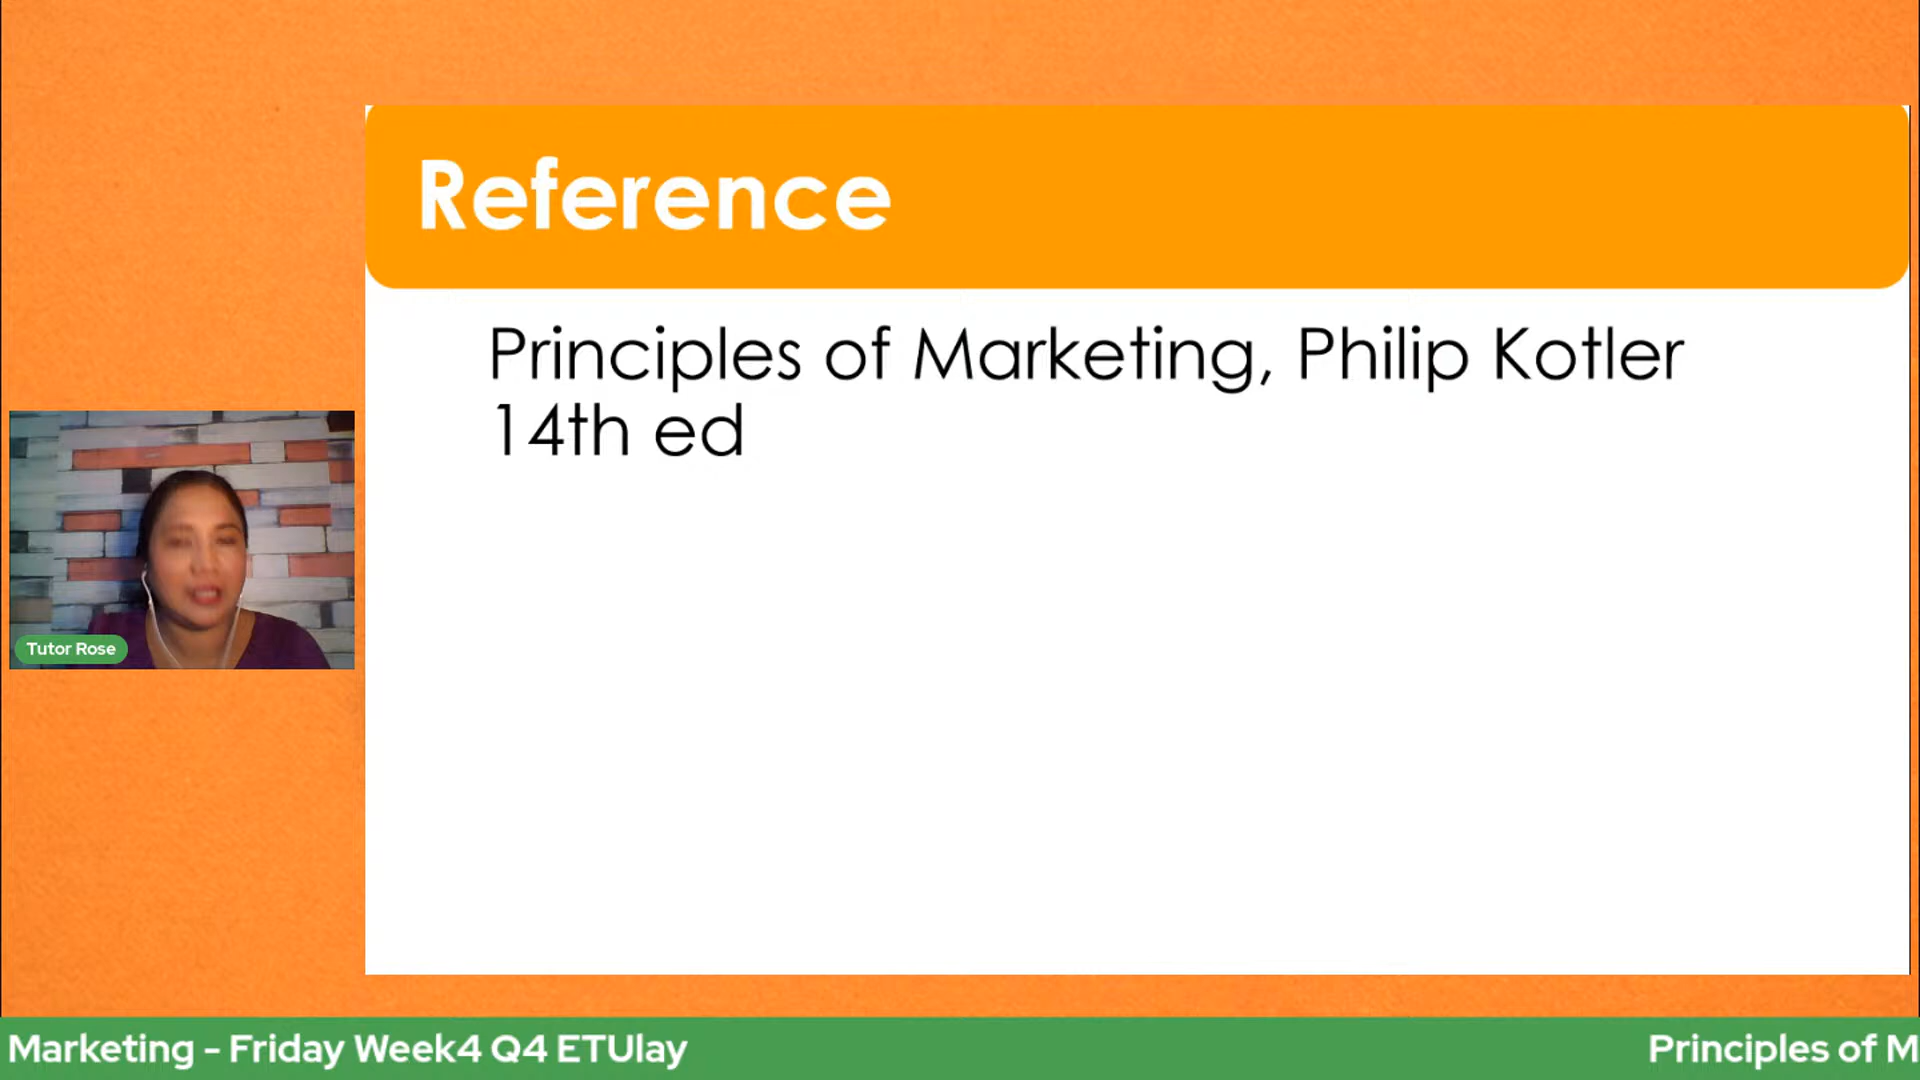 Reference
Principles of Marketing, Philip Kotler
14th ed
Tutor Rose
Marketing - Friday Week4 Q4 ETUlay
Principles of M